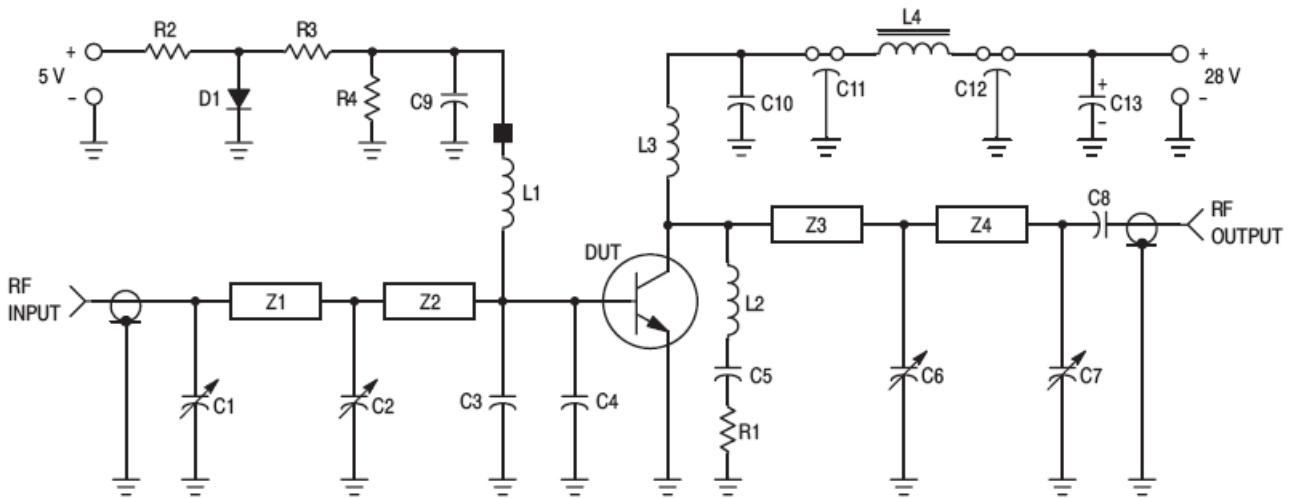 L4
R2
R3
+
+
5 V
D1
R4
C9
C10
C11
C12
+
C13
28 V
-
-
-
L3
L1
C8
RF
OUTPUT
Z3
Z4
DUT
RF
INPUT
Z1
Z2
L2
C5
C6
C7
C1
C2
C3
C4
R1